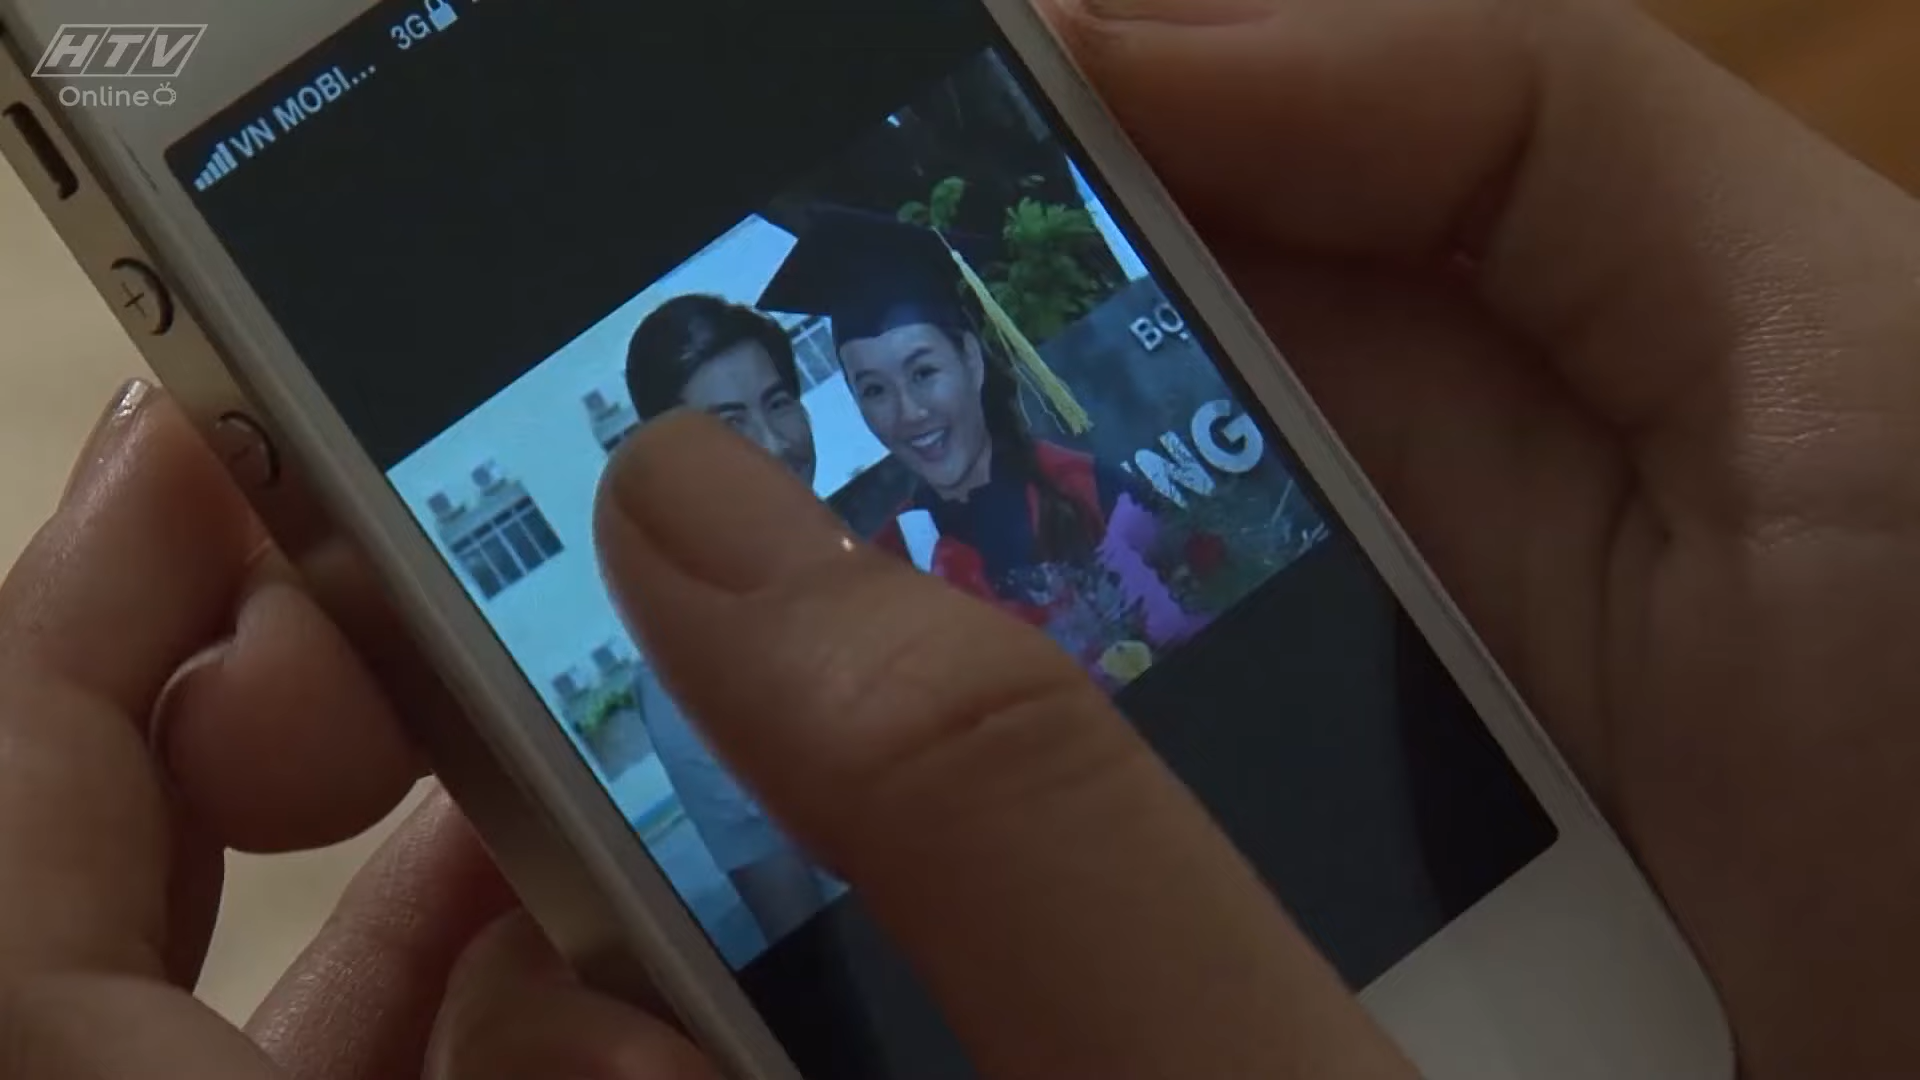 HTV
Online
VN MOBI... 3G
BỘ
NG